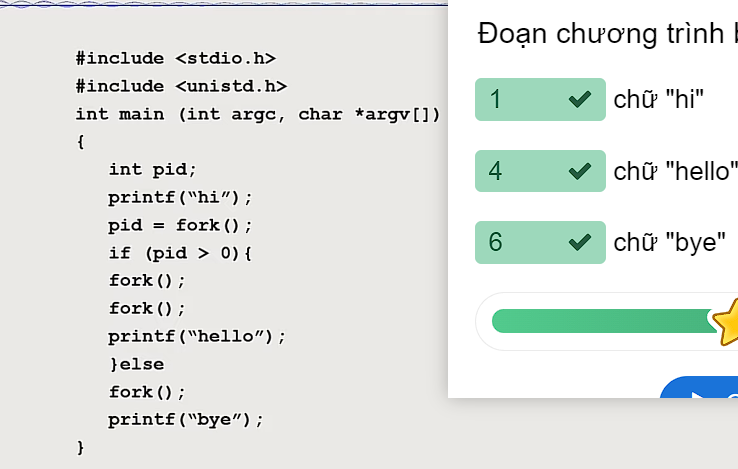 #include <stdio.h>
#include <unistd.h>
int main (int argc, char *argv[])
{
int pid;
printf(“hi”);
pid = fork();
if (pid > 0){
fork();
fork();
printf(“hello”);
}else
fork();
printf(“bye”);
}
Đoạn chương trình
1 chữ "hi"
4 chữ "hello"
6 chữ "bye"